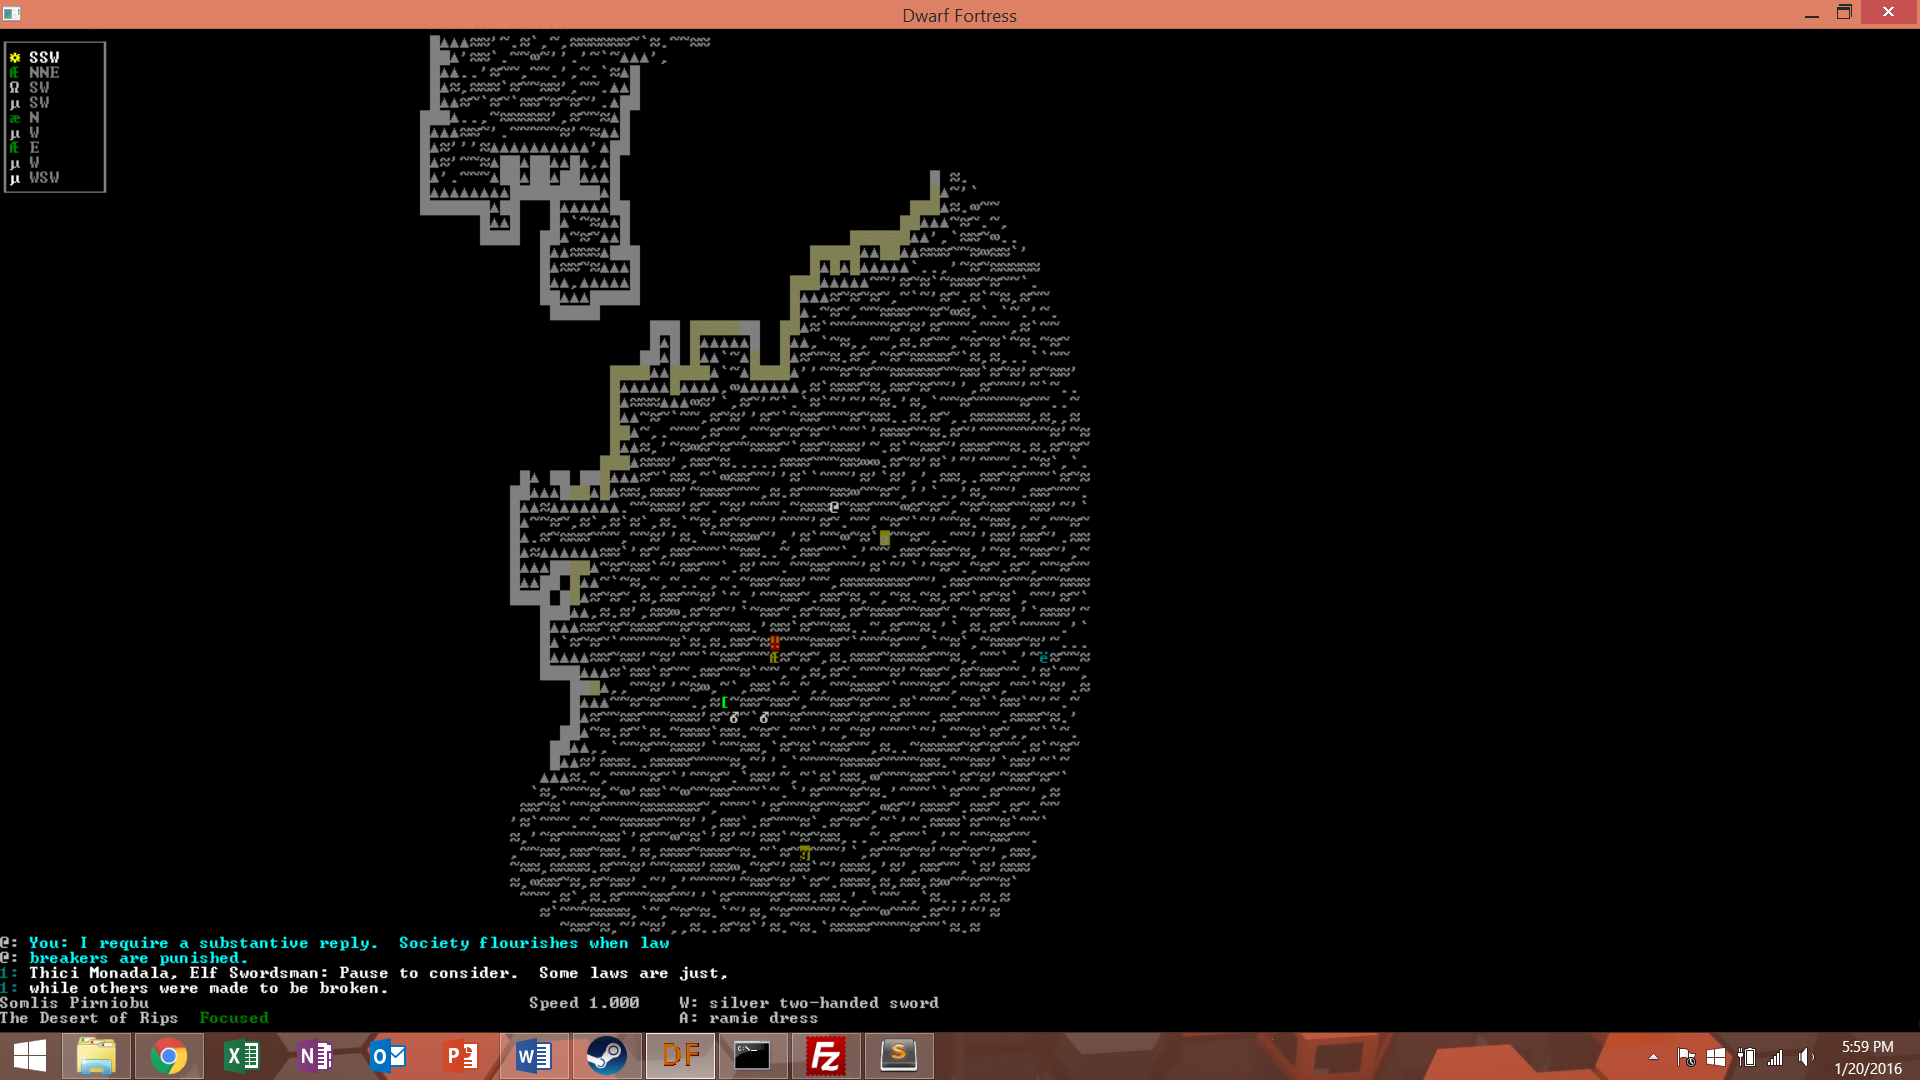 Dwarf Fortress
☼ SSW
Æ NNE
Ω SW
µ SW
æ N
µ W
Æ E
µ W
µ WSW
@: You: I require a substantive reply.  Society flourishes when law
@: breakers are punished.
1: Thici Monadala, Elf Swordsman: Pause to consider.  Some laws are just,
1: while others were made to be broken.
Somlis Pirniobu Speed 1.000 W: silver two-handed sword
The Desert of Rips Focused A: ramie dress
DF
5:59 PM
1/20/2016